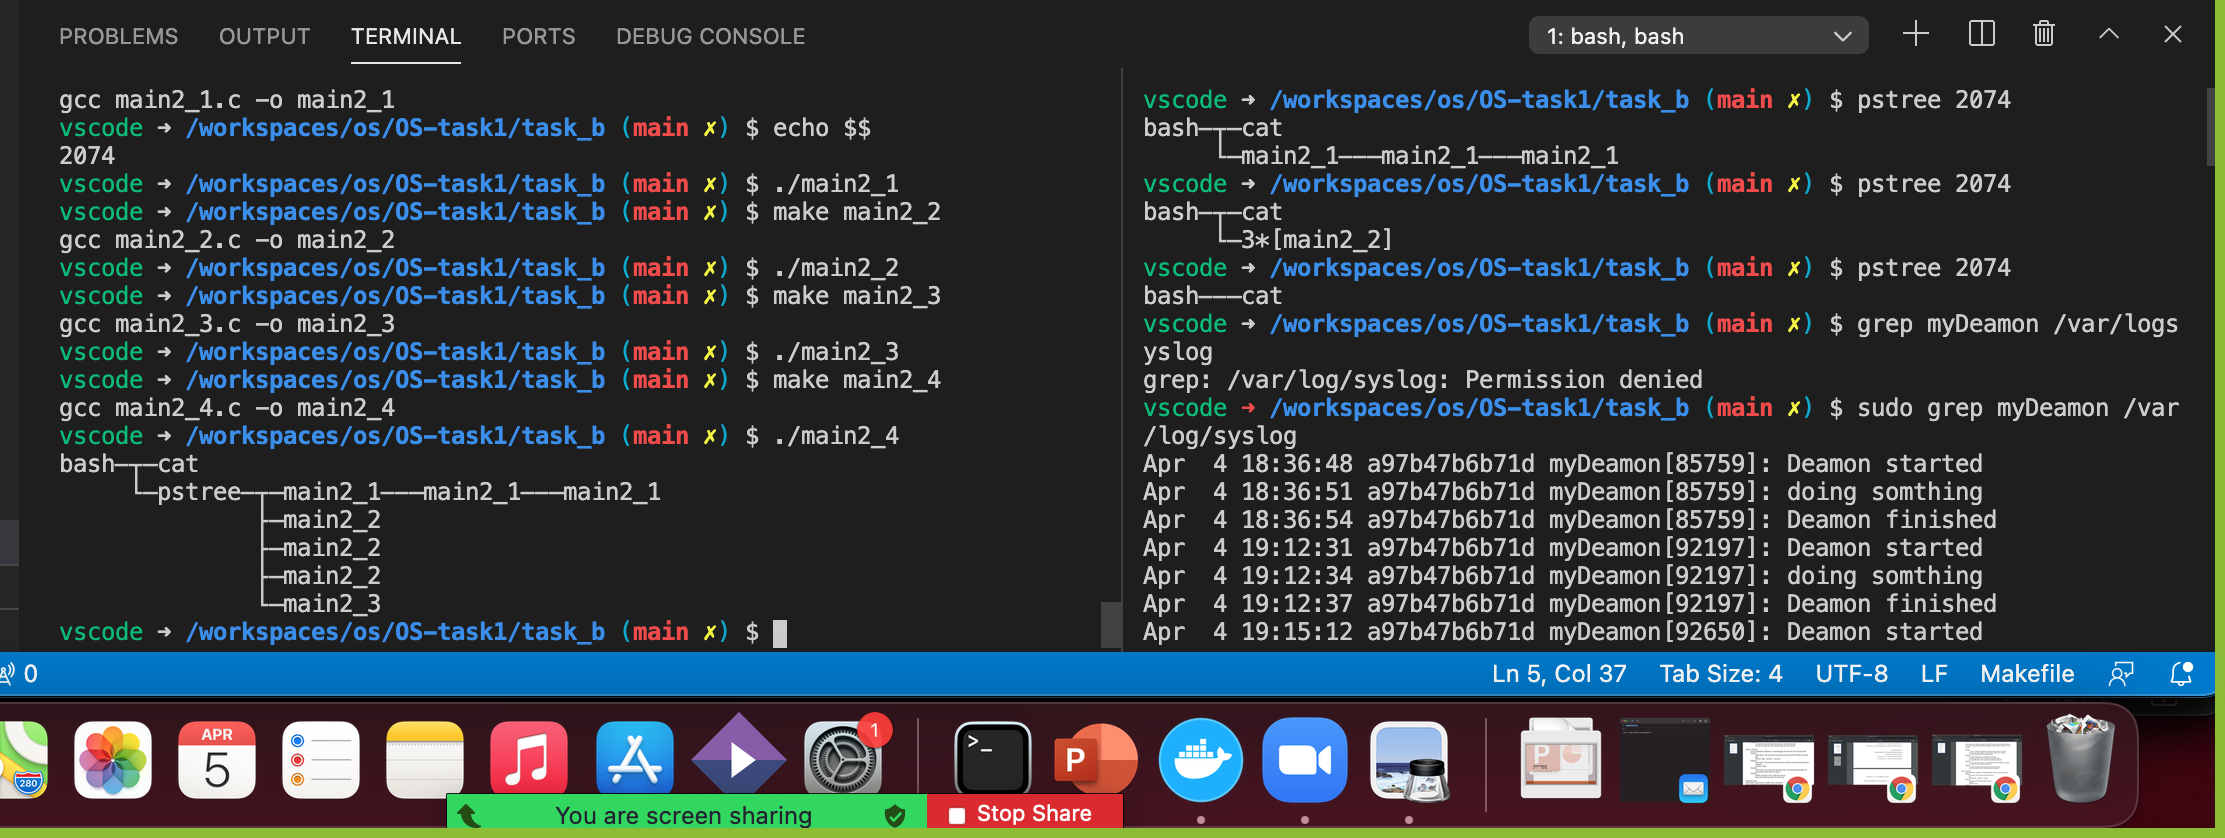 PROBLEMS OUTPUT TERMINAL PORTS DEBUG CONSOLE 1: bash, bash
gcc main2_1.c -o main2_1
vscode ➜ /workspaces/os/OS-task1/task_b (main ✗) $ echo $$
2074
vscode ➜ /workspaces/os/OS-task1/task_b (main ✗) $ ./main2_1
vscode ➜ /workspaces/os/OS-task1/task_b (main ✗) $ make main2_2
gcc main2_2.c -o main2_2
vscode ➜ /workspaces/os/OS-task1/task_b (main ✗) $ ./main2_2
vscode ➜ /workspaces/os/OS-task1/task_b (main ✗) $ make main2_3
gcc main2_3.c -o main2_3
vscode ➜ /workspaces/os/OS-task1/task_b (main ✗) $ ./main2_3
vscode ➜ /workspaces/os/OS-task1/task_b (main ✗) $ make main2_4
gcc main2_4.c -o main2_4
vscode ➜ /workspaces/os/OS-task1/task_b (main ✗) $ ./main2_4
bash─┬─cat
     └─pstree─┬─main2_1───main2_1───main2_1
              ├─main2_2
              ├─main2_2
              ├─main2_2
              └─main2_3
vscode ➜ /workspaces/os/OS-task1/task_b (main ✗) $
vscode ➜ /workspaces/os/OS-task1/task_b (main ✗) $ pstree 2074
bash─┬─cat
     └─main2_1───main2_1───main2_1
vscode ➜ /workspaces/os/OS-task1/task_b (main ✗) $ pstree 2074
bash─┬─cat
     └─3*[main2_2]
vscode ➜ /workspaces/os/OS-task1/task_b (main ✗) $ pstree 2074
bash───cat
vscode ➜ /workspaces/os/OS-task1/task_b (main ✗) $ grep myDeamon /var/logs
yslog
grep: /var/log/syslog: Permission denied
vscode ➜ /workspaces/os/OS-task1/task_b (main ✗) $ sudo grep myDeamon /var
/log/syslog
Apr  4 18:36:48 a97b47b6b71d myDeamon[85759]: Deamon started
Apr  4 18:36:51 a97b47b6b71d myDeamon[85759]: doing somthing
Apr  4 18:36:54 a97b47b6b71d myDeamon[85759]: Deamon finished
Apr  4 19:12:31 a97b47b6b71d myDeamon[92197]: Deamon started
Apr  4 19:12:34 a97b47b6b71d myDeamon[92197]: doing somthing
Apr  4 19:12:37 a97b47b6b71d myDeamon[92197]: Deamon finished
Apr  4 19:15:12 a97b47b6b71d myDeamon[92650]: Deamon started
0 Ln 5, Col 37 Tab Size: 4 UTF-8 LF Makefile
280
APR
5
1
>_
P
You are screen sharing Stop Share